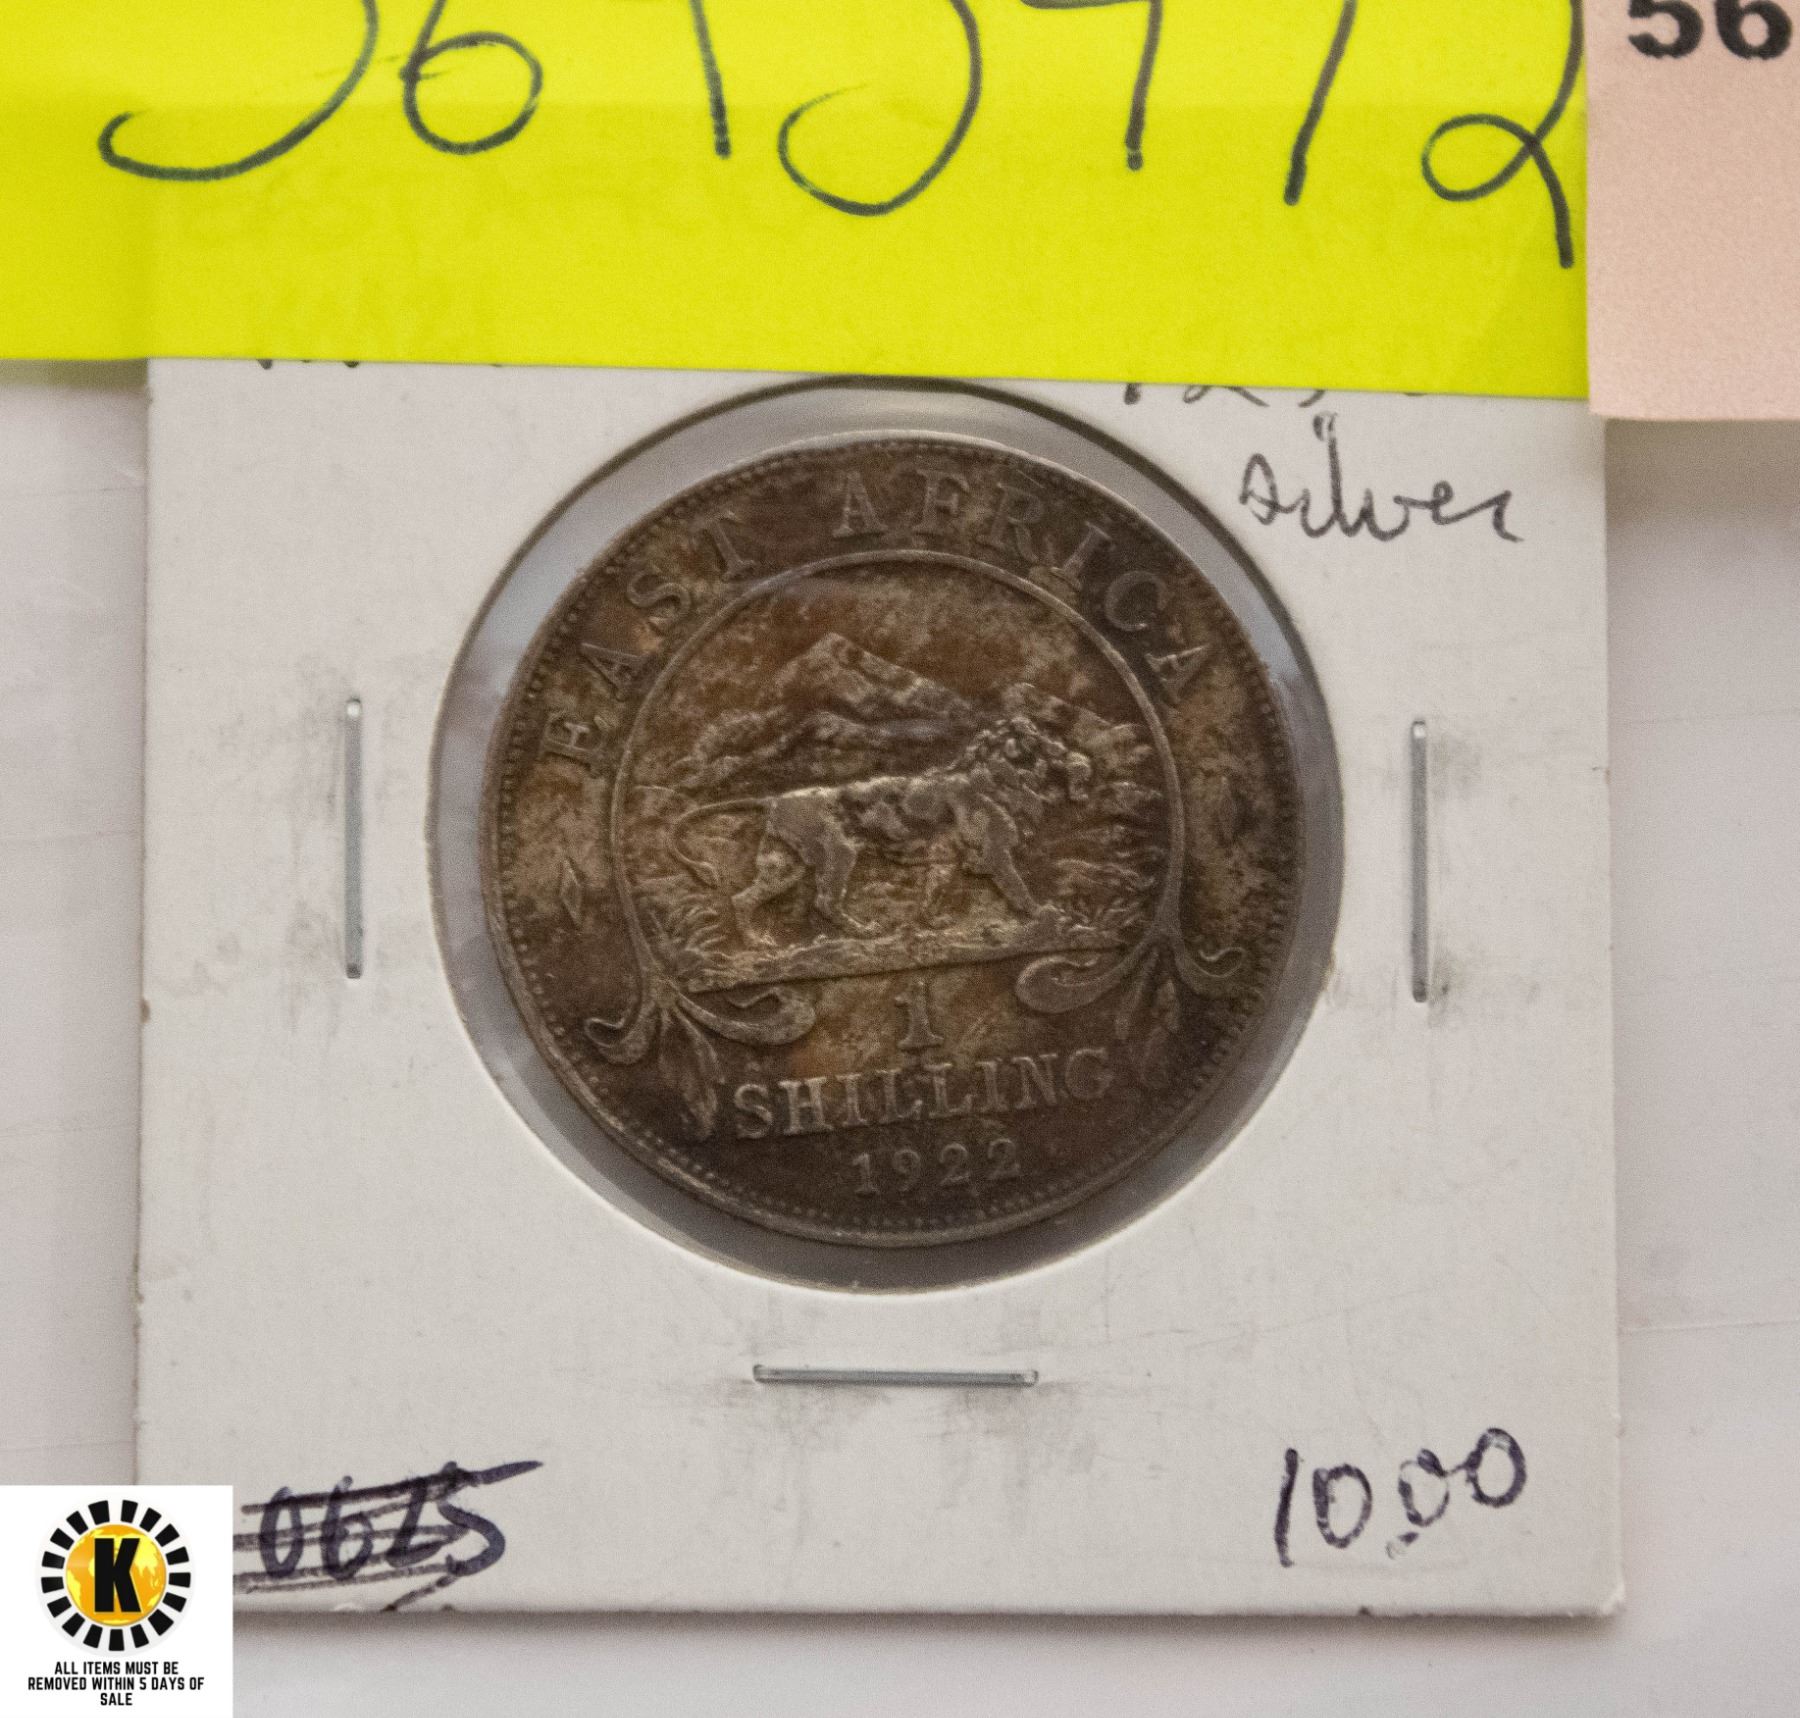 56
silver
EAST AFRICA
1
SHILLING
1922
0625
10.00
K
ALL ITEMS MUST BE
REMOVED WITHIN 5 DAYS OF
SALE